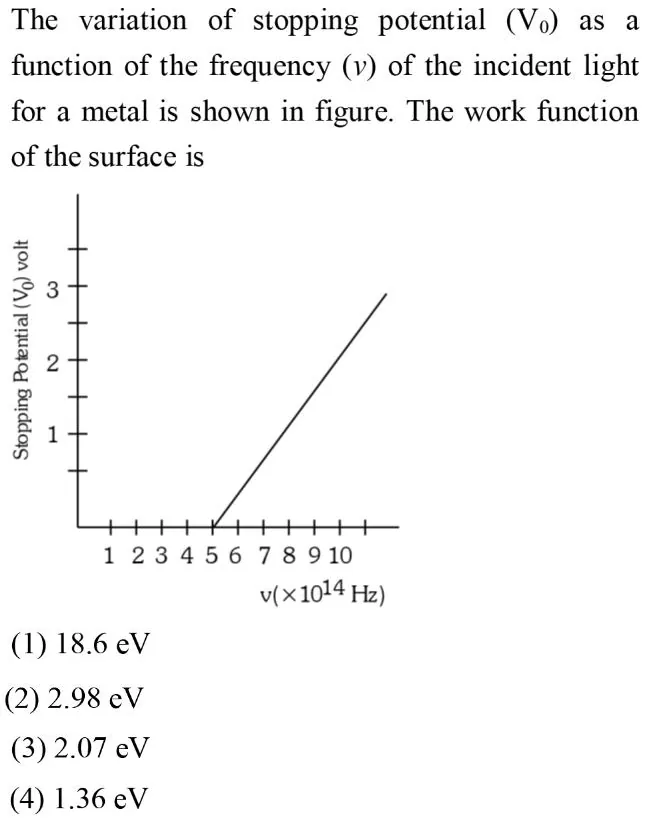 The variation of stopping potential (V₀) as a
function of the frequency (ν) of the incident light
for a metal is shown in figure. The work function
of the surface is
Stopping Potential (V₀) volt
3
2
1
1 2 3 4 5 6 7 8 9 10
ν(×10¹⁴ Hz)
(1) 18.6 eV
(2) 2.98 eV
(3) 2.07 eV
(4) 1.36 eV